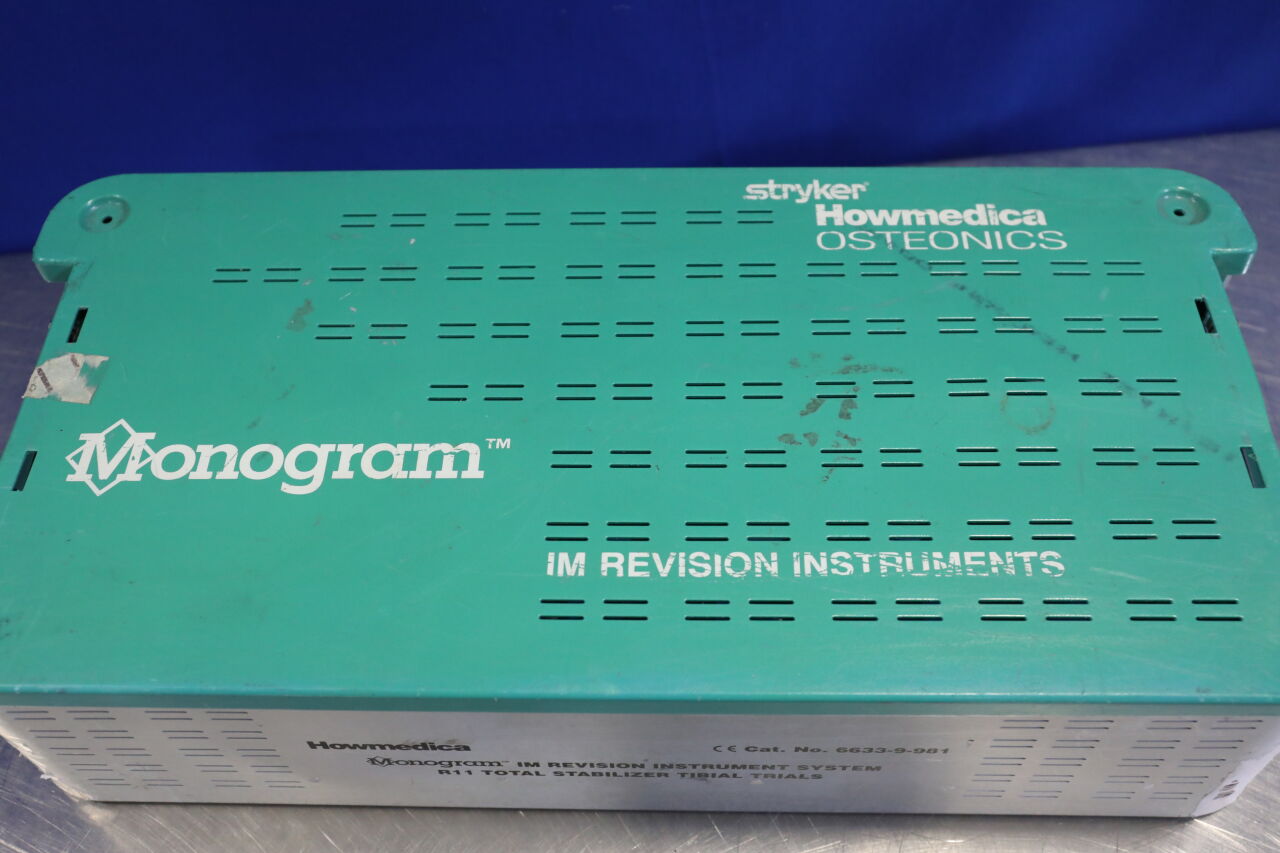 stryker®
Howmedica
OSTEONICS
Monogram™
IM REVISION INSTRUMENTS
Howmedica
CE Cat. No. 6633-9-981
Monogram™ IM REVISION INSTRUMENT SYSTEM
R11 TOTAL STABILIZER TIBIAL TRIALS